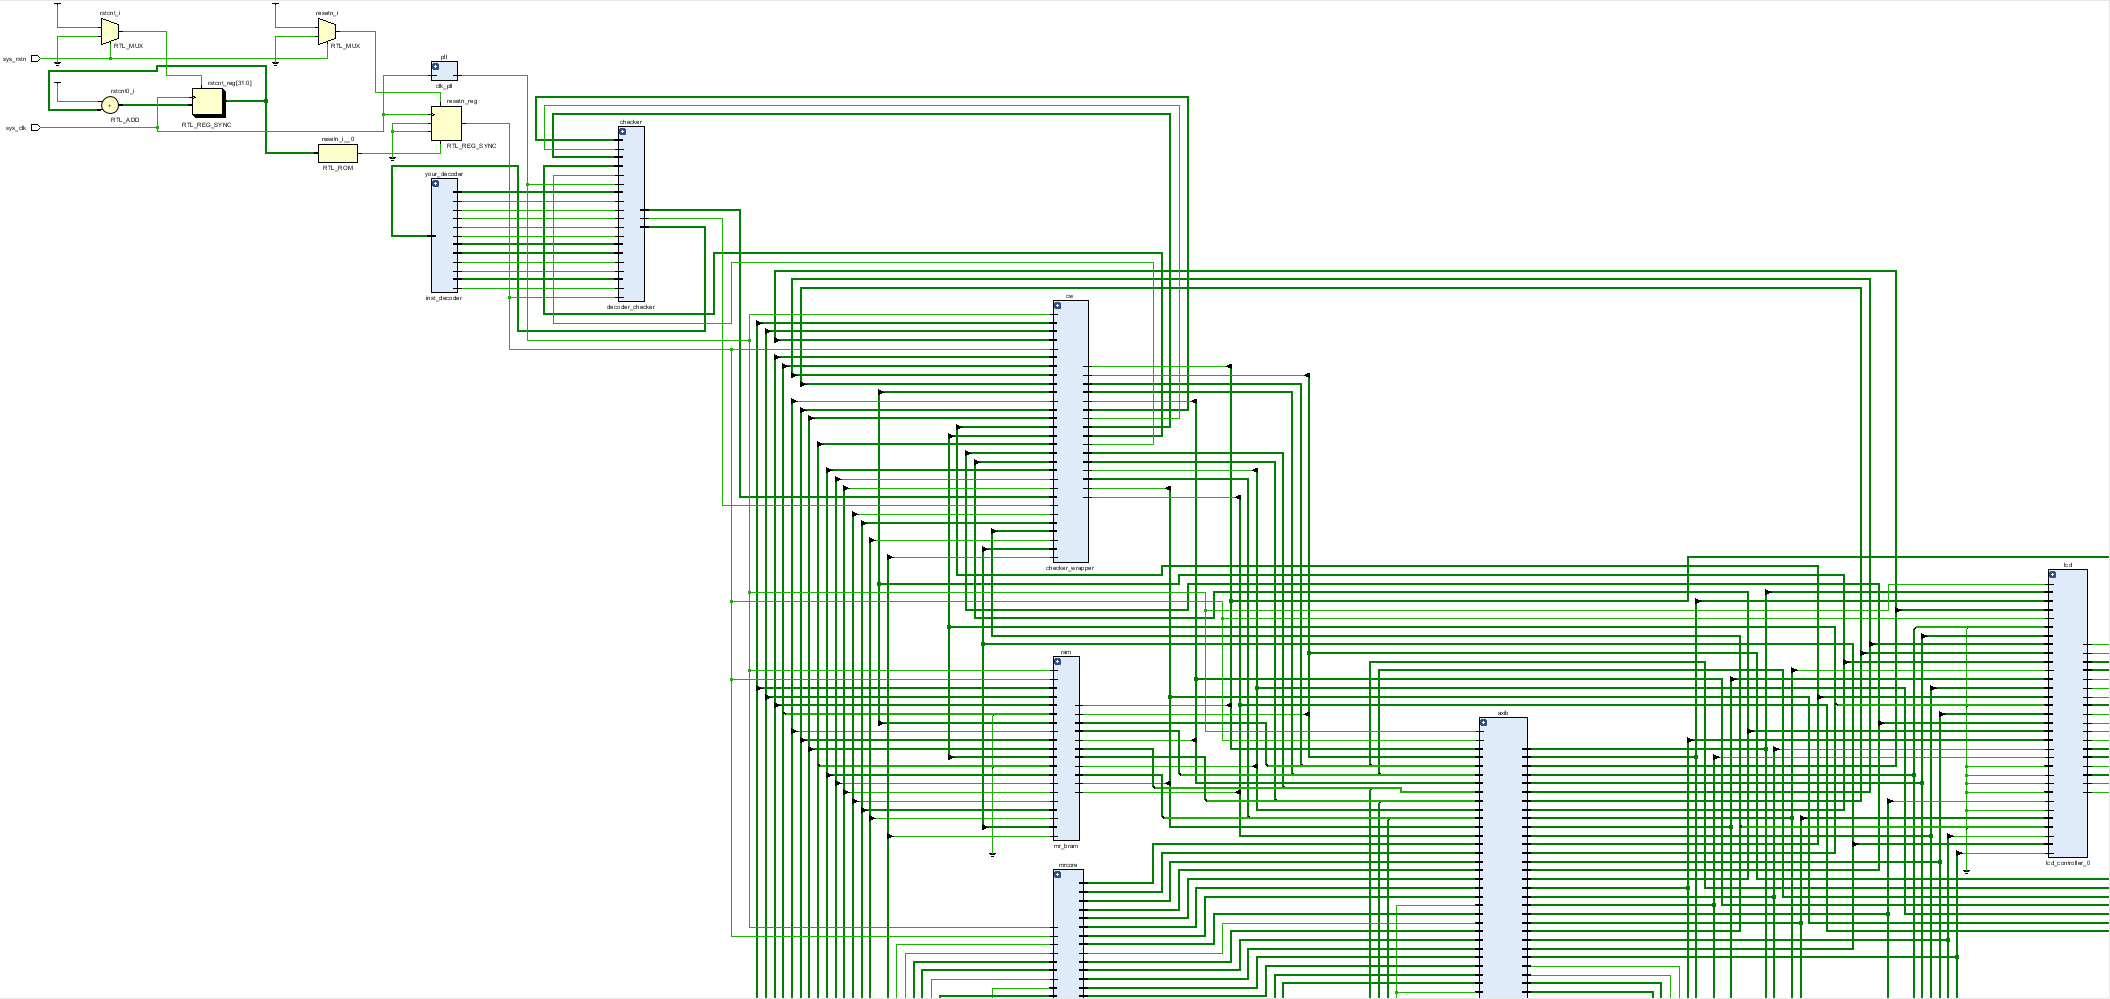 rstcnt_i
resetn_i
RTL_MUX
RTL_MUX
sys_rstn
pll
clk_pll
rstcnt_reg[31:0]
rstcnt0_i
+
RTL_ADD
RTL_REG_SYNC
resetn_reg
RTL_REG_SYNC
sys_clk
checker
resetn_i__0
RTL_ROM
your_decoder
inst_decoder
decoder_checker
cw
checker_wrapper
lcd
ram
axib
mr_bram
lcd_controller_0
mrcore